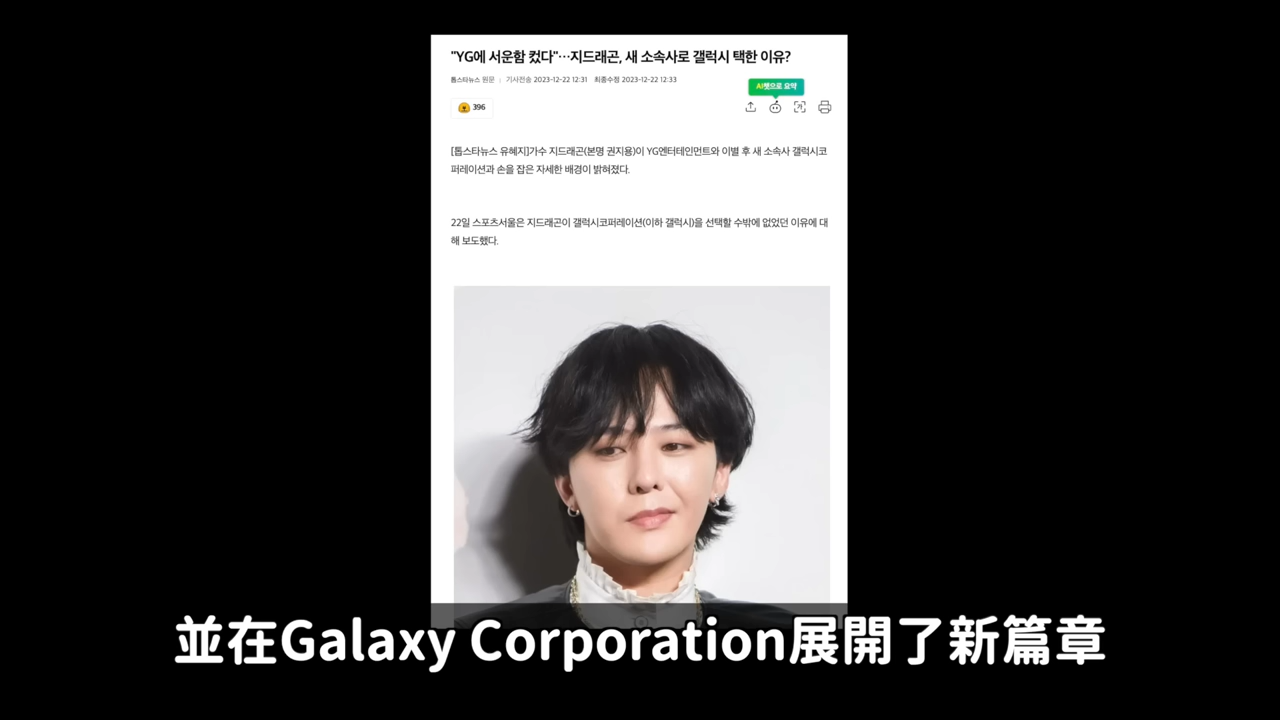 "YG에 서운함 컸다"…지드래곤, 새 소속사로 갤럭시 택한 이유?
톱스타뉴스 원문 | 기사전송 2023-12-22 12:31 최종수정 2023-12-22 12:33
AI챗으로 요약
396
[톱스타뉴스 유혜지]가수 지드래곤(본명 권지용)이 YG엔터테인먼트와 이별 후 새 소속사 갤럭시코
퍼레이션과 손을 잡은 자세한 배경이 밝혀졌다.
22일 스포츠서울은 지드래곤이 갤럭시코퍼레이션(이하 갤럭시)을 선택할 수밖에 없었던 이유에 대
해 보도했다.
並在Galaxy Corporation展開了新篇章